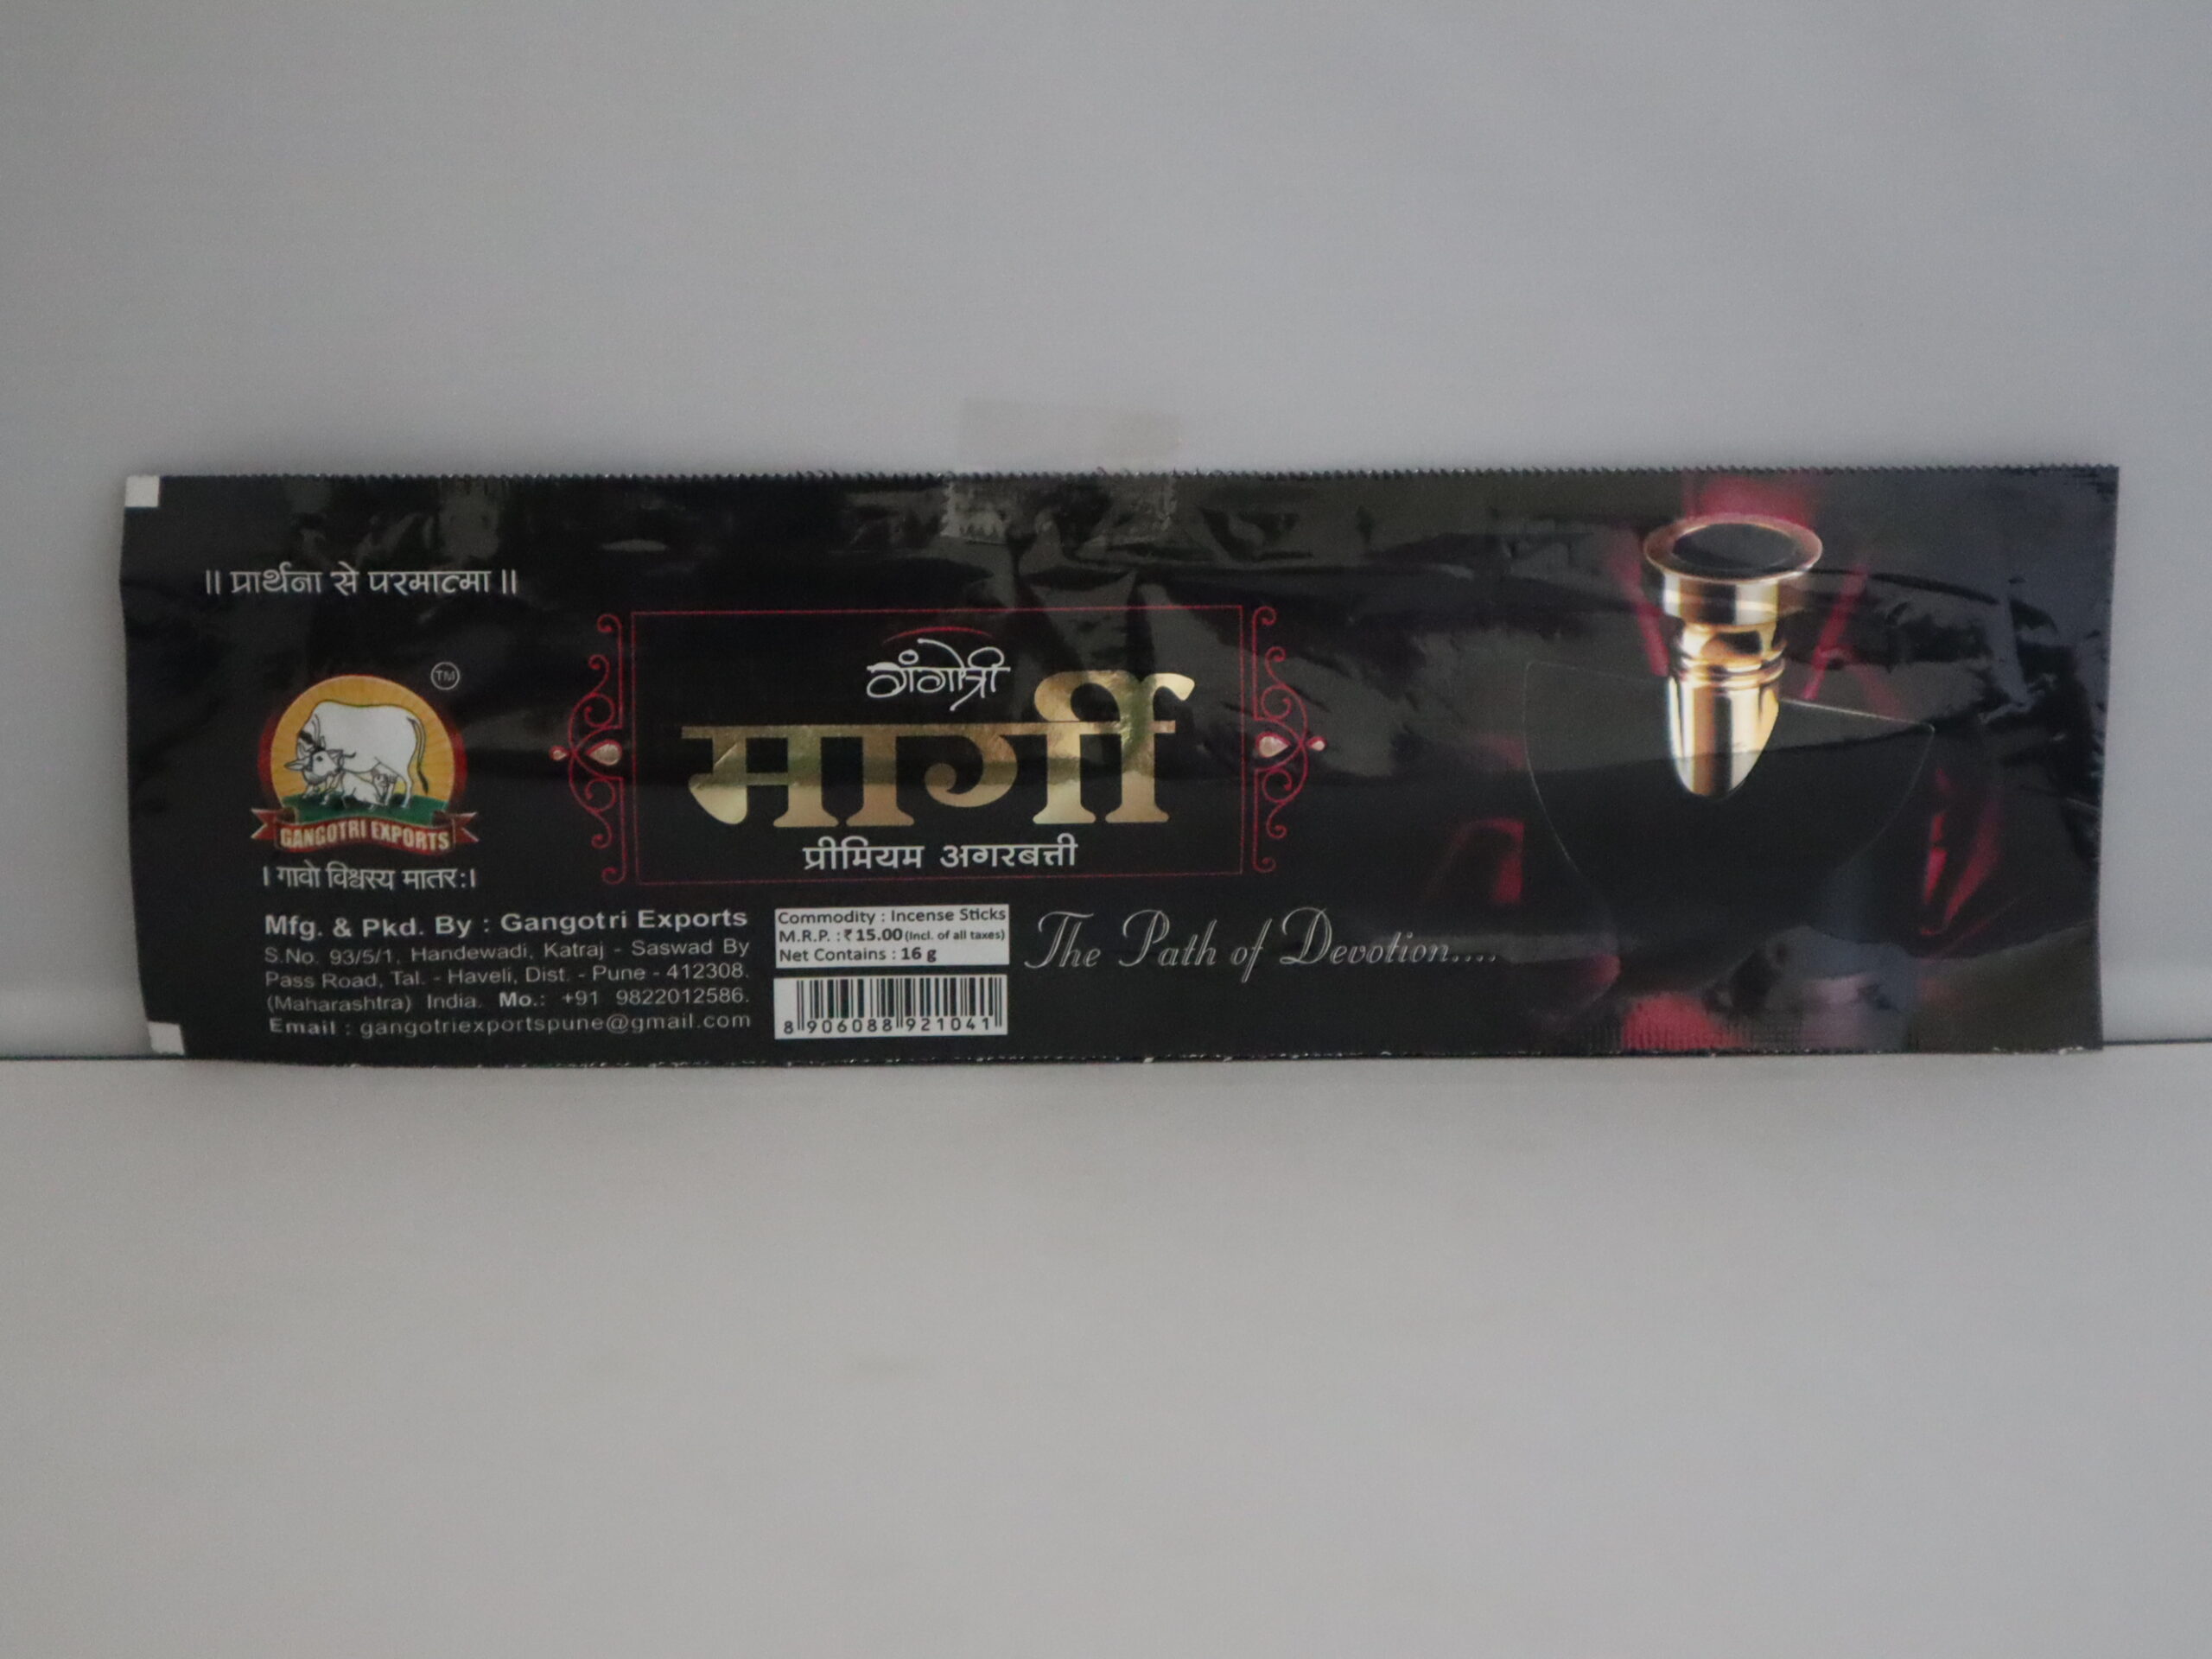 ॥ प्रार्थना से परमात्मा ॥
TM
GANGOTRI EXPORTS
। गावो विश्वस्य मातर:।
गंगोत्री
मार्गी
प्रीमियम अगरबत्ती
Mfg. & Pkd. By : Gangotri Exports
S.No. 93/5/1, Handewadi, Katraj - Saswad By
Pass Road, Tal. - Haveli, Dist. - Pune - 412308.
(Maharashtra) India. Mo.: +91 9822012586.
Email : gangotriexportspune@gmail.com
Commodity : Incense Sticks
M.R.P. : ₹ 15.00 (Incl. of all taxes)
Net Contains : 16 g
8 906088 921041
The Path of Devotion....